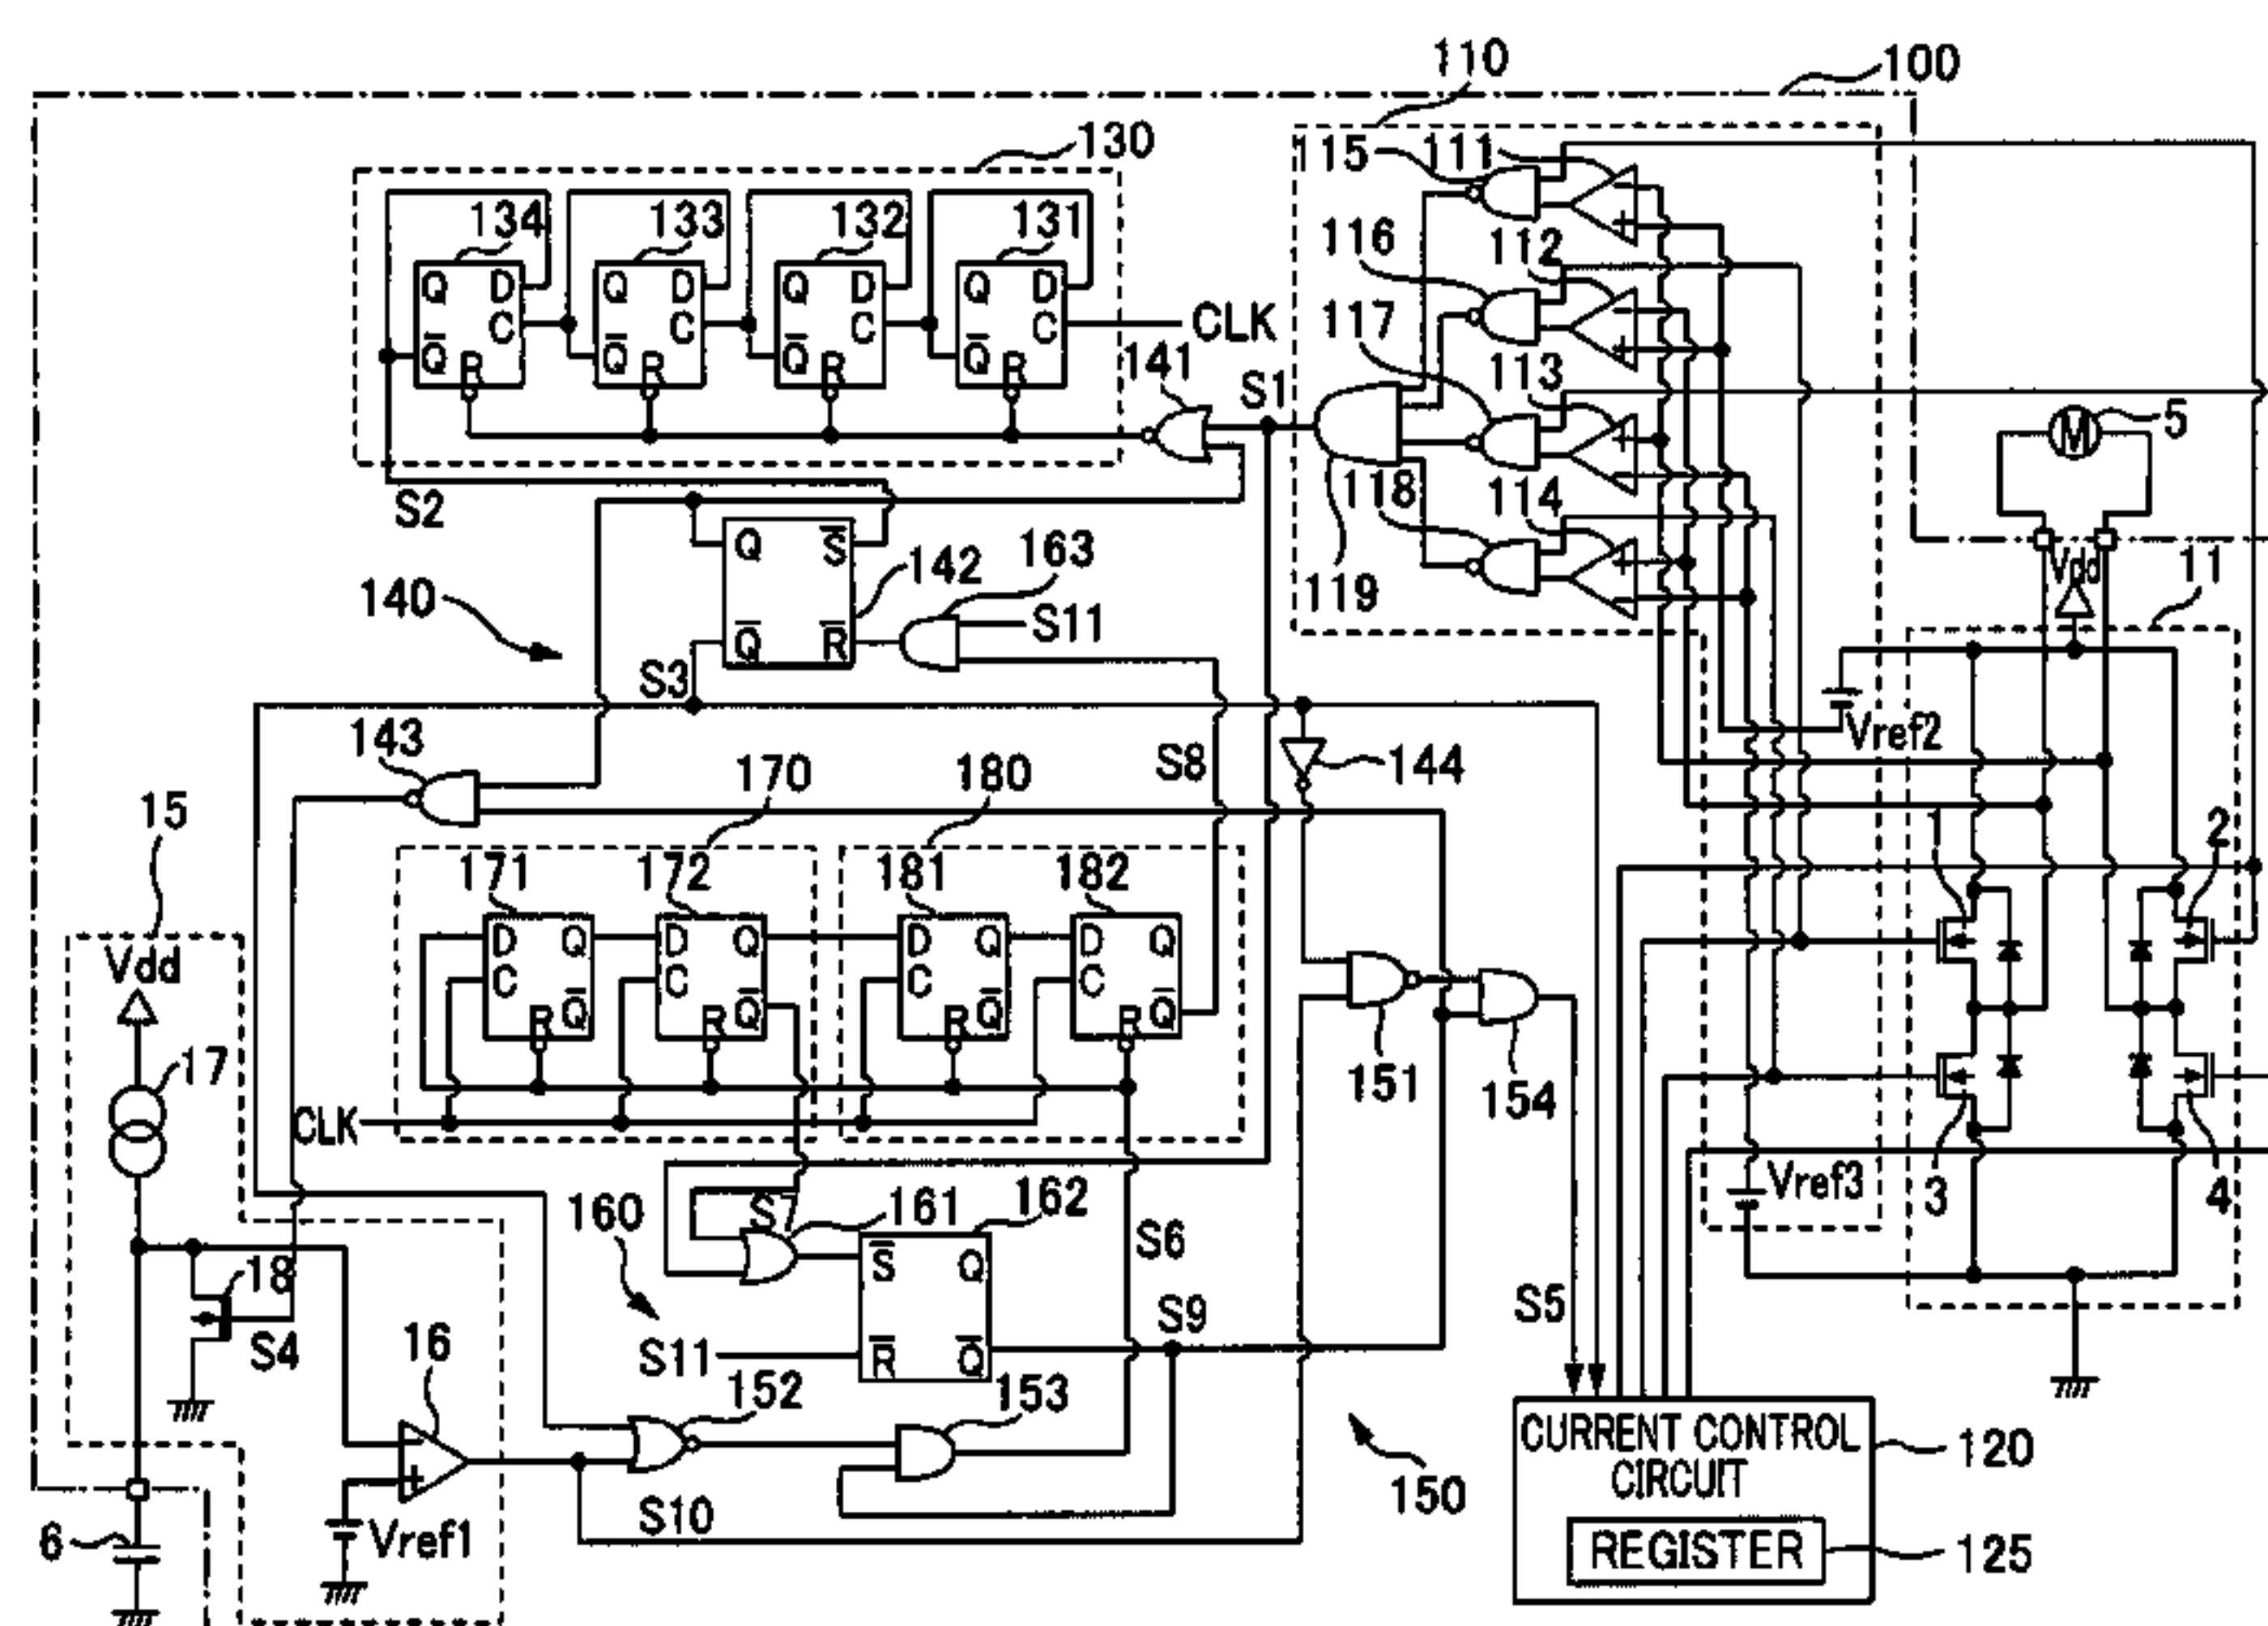 110
100
130
115
111
134
133
132
131
116
112
Q D
Q D
Q D
Q D
C
C
C
C
CLK
117
Q̅ R
Q̅ R
Q̅ R
Q̅ R
141
S1
113
M
5
118
114
S2
Q S̅
163
142
119
Vdd
11
140
S11
Q̅ R̅
S3
143
S8
Vref2
144
170
180
15
1
2
171
172
181
182
Vdd
D Q
D Q
D Q
D Q
C
C
C
C
R Q̅
R Q̅
R Q̅
R Q̅
17
151
154
CLK
Vref3
160
S7
161
162
3
4
S6
18
S̅ Q
S4
16
S9
S5
S11
R̅ Q̅
152
153
CURRENT CONTROL
CIRCUIT
120
S10
150
6
Vref1
REGISTER
125